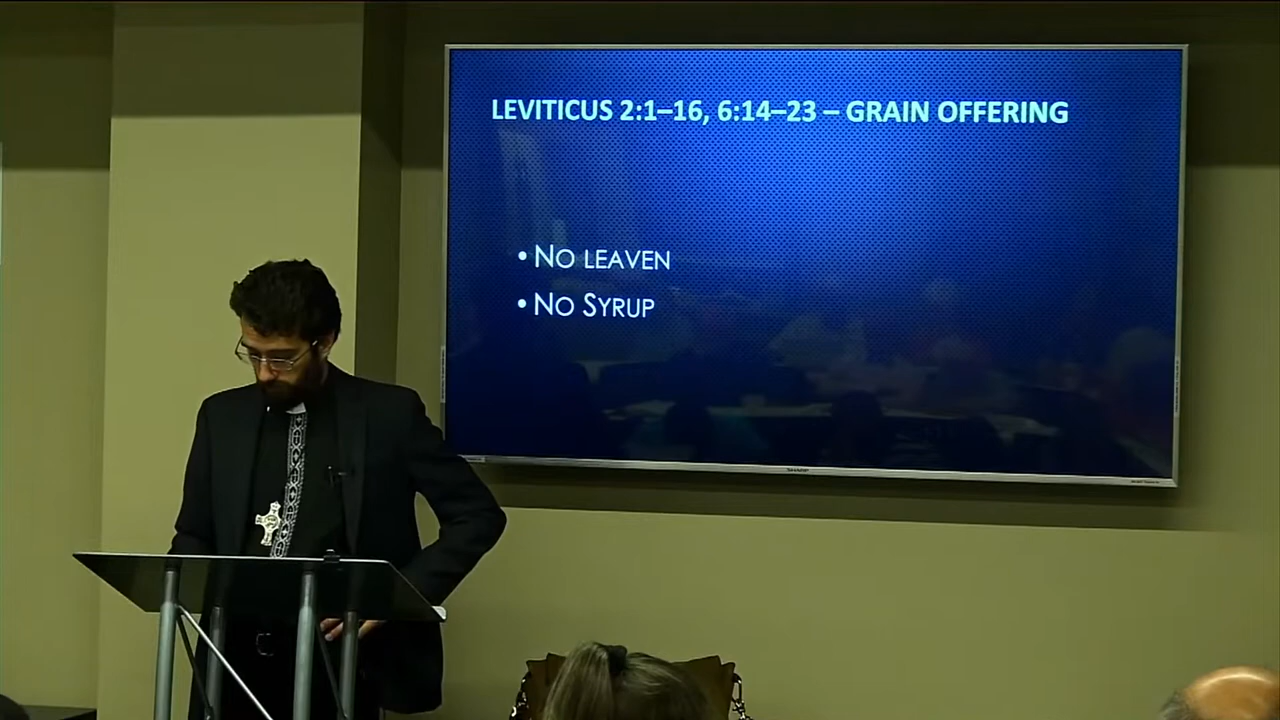 LEVITICUS 2:1–16, 6:14–23 – GRAIN OFFERING
• NO LEAVEN
• NO SYRUP